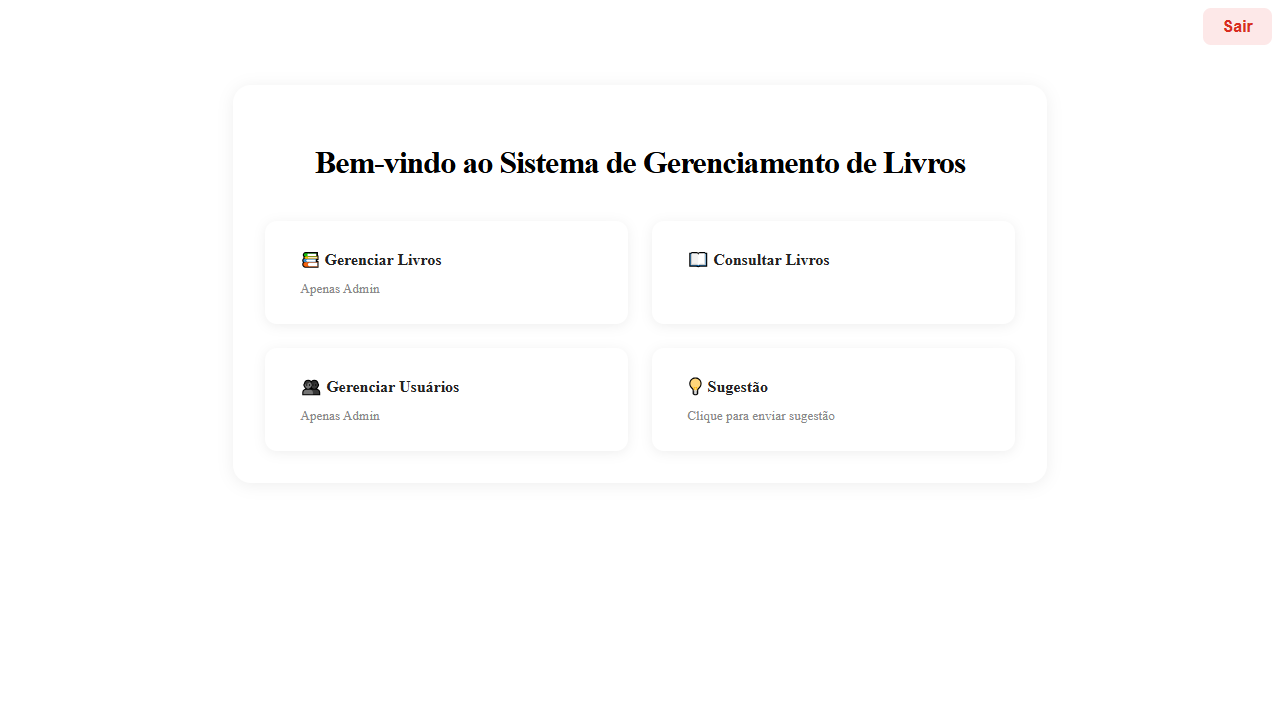 Sair
Bem-vindo ao Sistema de Gerenciamento de Livros
📚 Gerenciar Livros
Apenas Admin
📖 Consultar Livros
👥 Gerenciar Usuários
Apenas Admin
💡 Sugestão
Clique para enviar sugestão